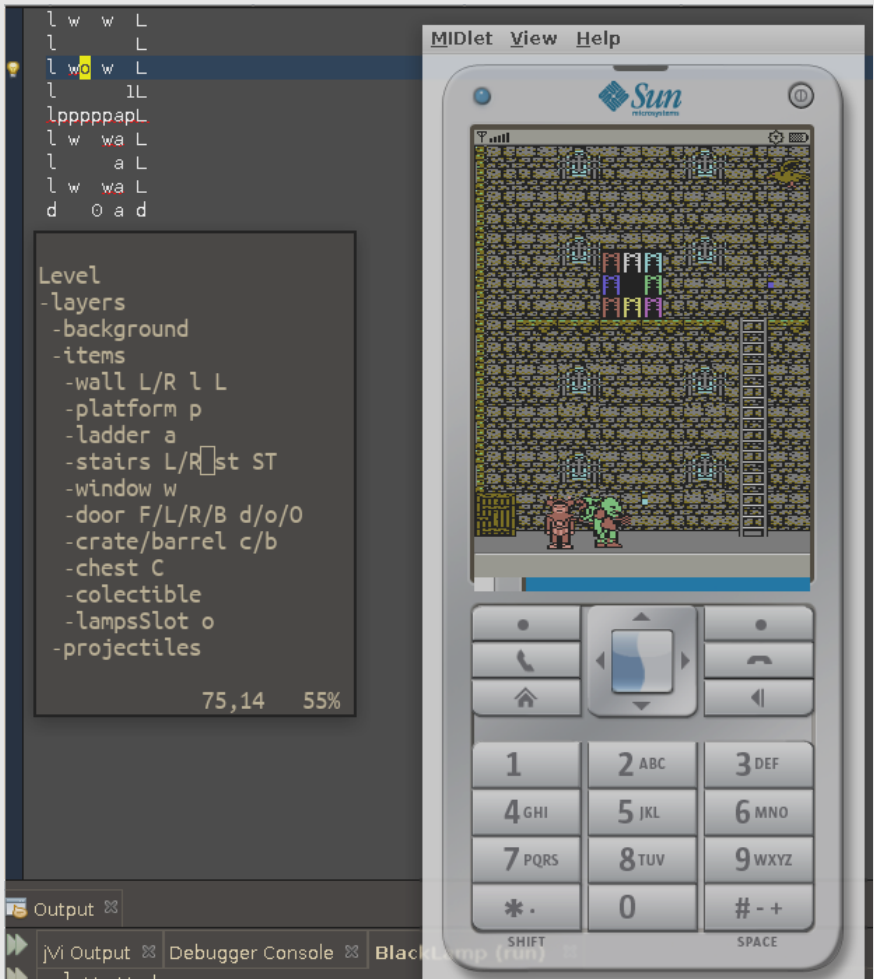 l w  w  L
l       L
l wo w  L
l      lL
lpppppapL
l w  wa L
l     a L
l w  wa L
d   0 a d
Level
-layers
-background
-items
-wall L/R l L
-platform p
-ladder a
-stairs L/R st ST
-window w
-door F/L/R/B d/o/O
-crate/barrel c/b
-chest C
-colectible
-lampsSlot o
-projectiles
75,14 55%
MIDlet View Help
Sun
microsystems
1 2 ABC 3 DEF
4 GHI 5 JKL 6 MNO
7 PQRS 8 TUV 9 WXYZ
* . 0 # - +
SHIFT SPACE
Output
jVi Output Debugger Console BlackLamp (run)